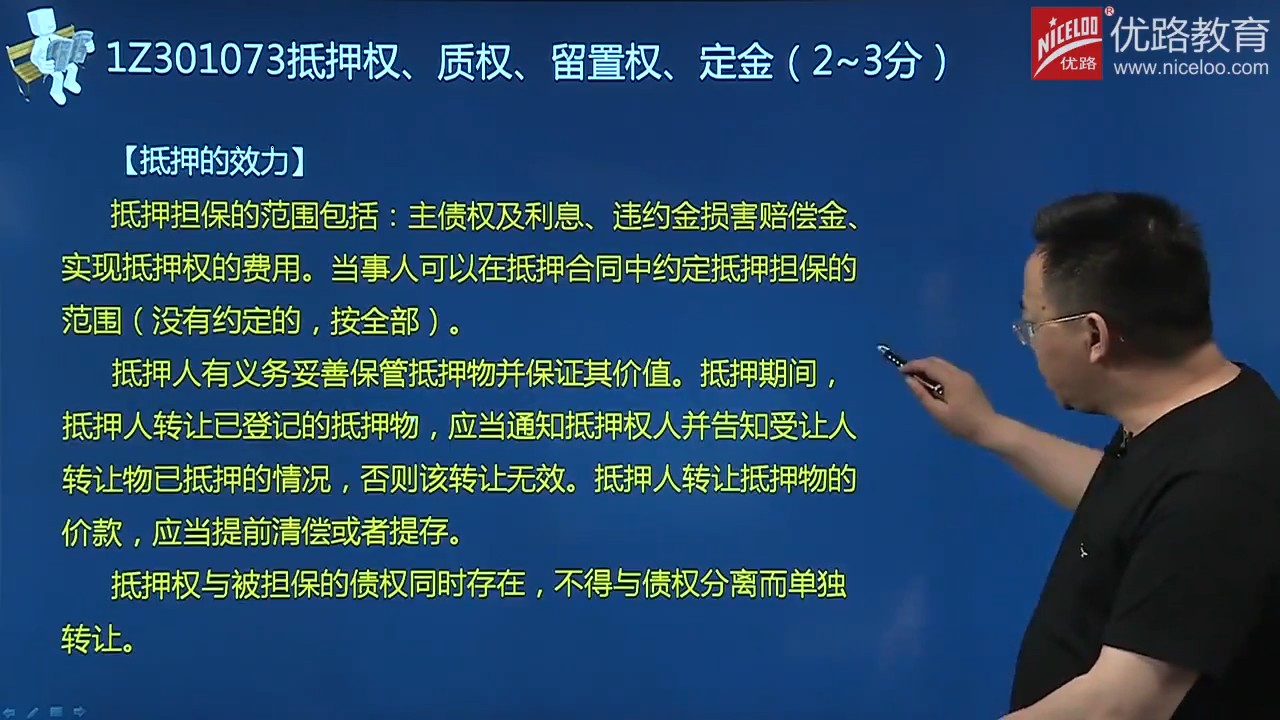 1Z301073抵押权、质权、留置权、定金（2~3分）
NiCELOO
优路
®
优路教育
www.niceloo.com
【抵押的效力】
抵押担保的范围包括：主债权及利息、违约金损害赔偿金、
实现抵押权的费用。当事人可以在抵押合同中约定抵押担保的
范围（没有约定的，按全部）。
抵押人有义务妥善保管抵押物并保证其价值。抵押期间，
抵押人转让已登记的抵押物，应当通知抵押权人并告知受让人
转让物已抵押的情况，否则该转让无效。抵押人转让抵押物的
价款，应当提前清偿或者提存。
抵押权与被担保的债权同时存在，不得与债权分离而单独
转让。